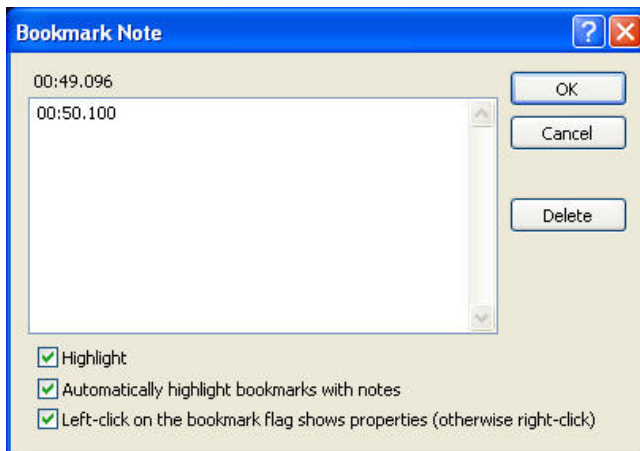 Bookmark Note
00:49.096
OK
00:50.100
Cancel
Delete
Highlight
Automatically highlight bookmarks with notes
Left-click on the bookmark flag shows properties (otherwise right-click)